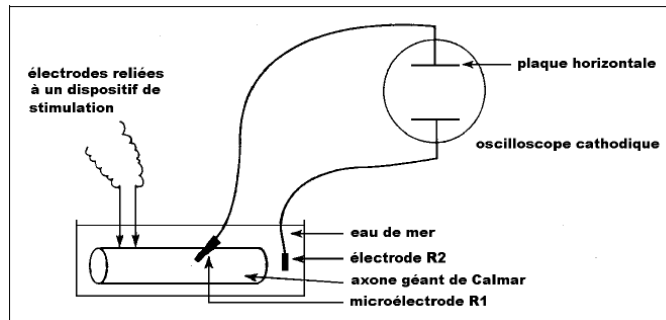 électrodes reliées
à un dispositif de
stimulation
plaque horizontale
oscilloscope cathodique
eau de mer
électrode R2
axone géant de Calmar
microélectrode R1